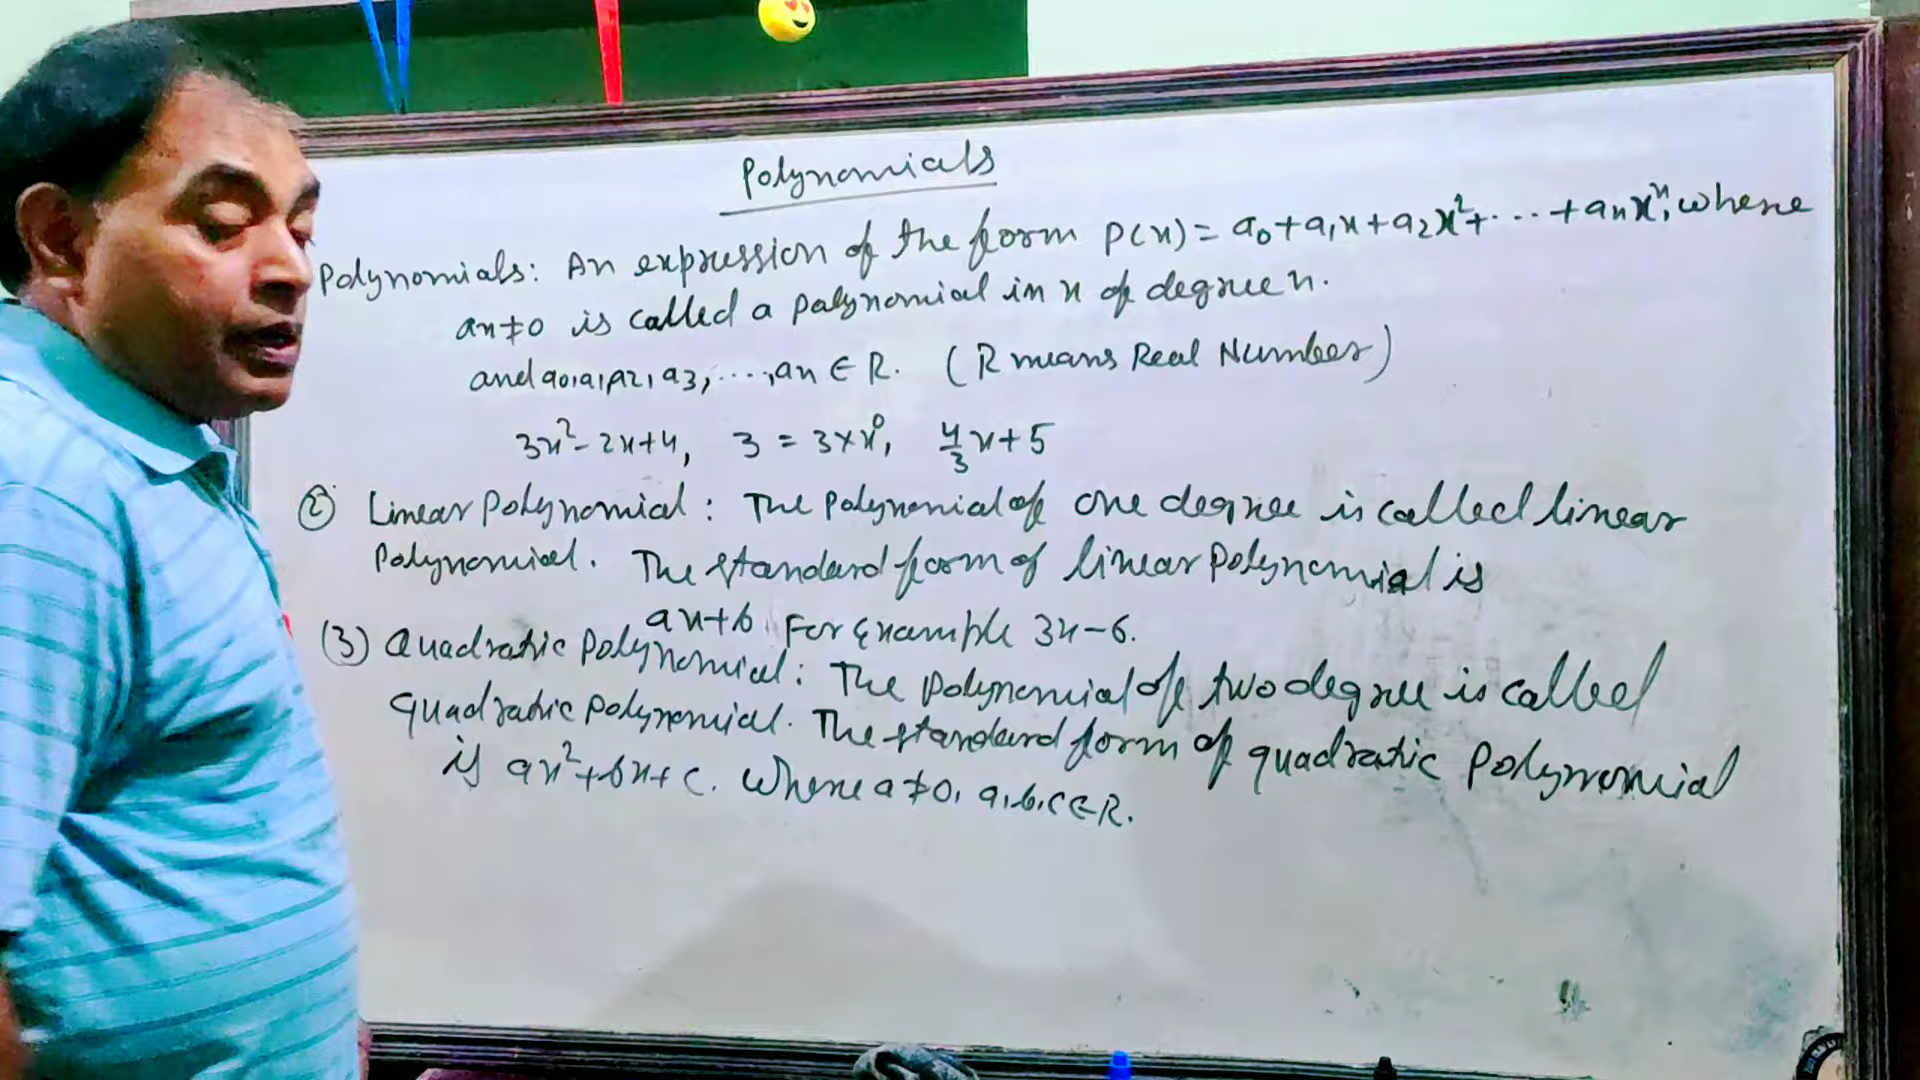 Polynomials
Polynomials: An expression of the form P(x) = a₀+a₁x+a₂x²+...+aₙxⁿ, where
aₙ≠0 is called a polynomial in x of degree n.
and a₀,a₁,a₂,a₃,....,aₙ ∈ R. (R means Real Number)
3x²-2x+4, 3 = 3×x⁰, 4/3x+5
② Linear Polynomial: The Polynomial of one degree is called linear
Polynomial. The standard form of linear Polynomial is
ax+b. For Example 3x-6.
(3) Quadratic Polynomial: The Polynomial of two degree is called
quadratic polynomial. The standard form of quadratic Polynomial
is ax²+bx+c. Where a≠0, a,b,c∈R.